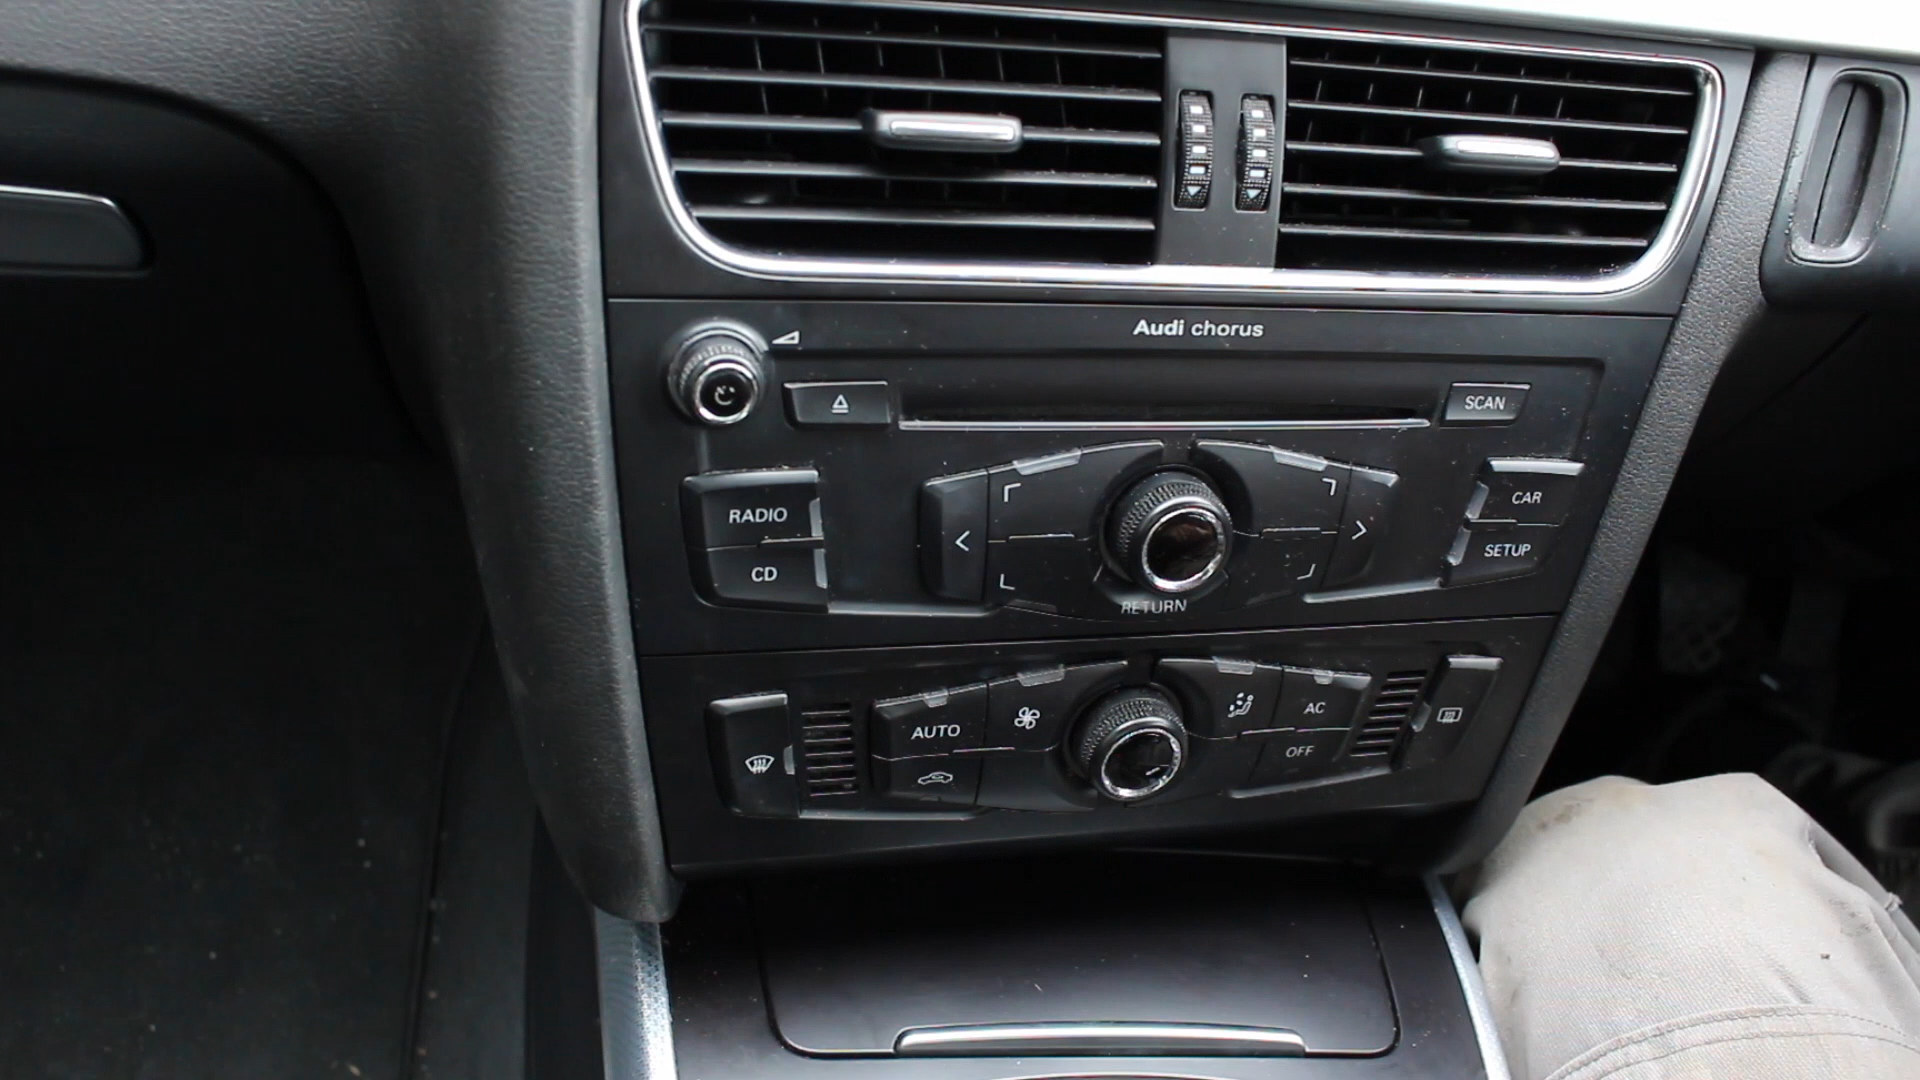 Audi chorus
SCAN
RADIO
CD
CAR
SETUP
RETURN
AUTO
AC
OFF